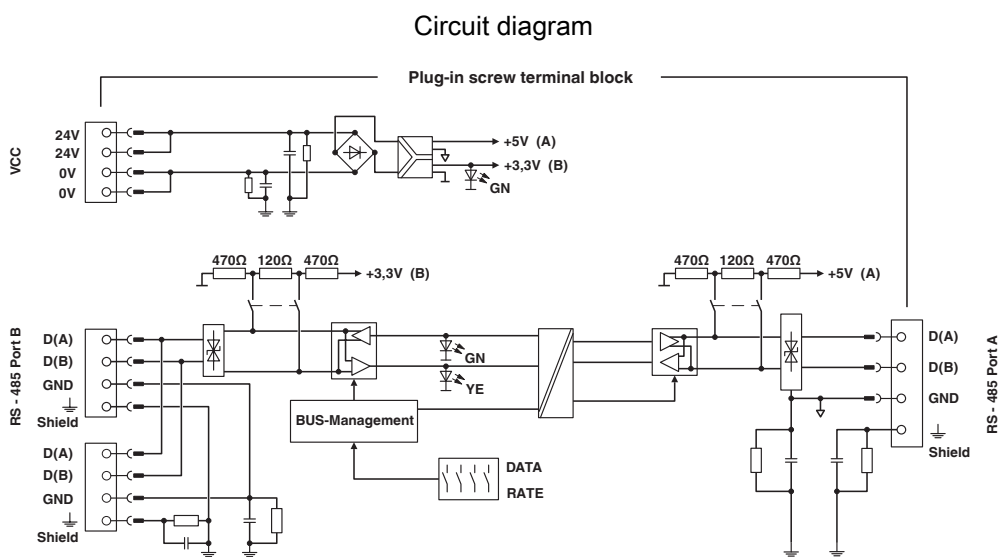 Circuit diagram
Plug-in screw terminal block
VCC
24V
24V
0V
0V
+5V (A)
+3,3V (B)
GN
470Ω 120Ω 470Ω
+3,3V (B)
470Ω 120Ω 470Ω
+5V (A)
RS - 485 Port B
D(A)
D(B)
GND
Shield
D(A)
D(B)
GND
Shield
GN
YE
BUS-Management
DATA
RATE
D(A)
D(B)
GND
Shield
RS - 485 Port A